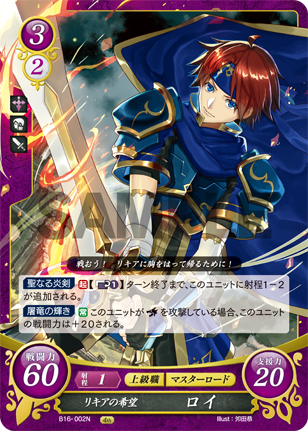 3
2
SAMPLE
戦おう! リキアに胸をはって帰るために!
聖なる炎剣 起 【 1】ターン終了まで、このユニットに射程1-2
が追加される。
屠竜の輝き 常 このユニットが を攻撃している場合、このユニット
の戦闘力は+20される。
戦闘力
60
射程 1
上級職
マスターロード
支援力
20
リキアの希望 ロイ
B16-002N
Illust:卯田恭